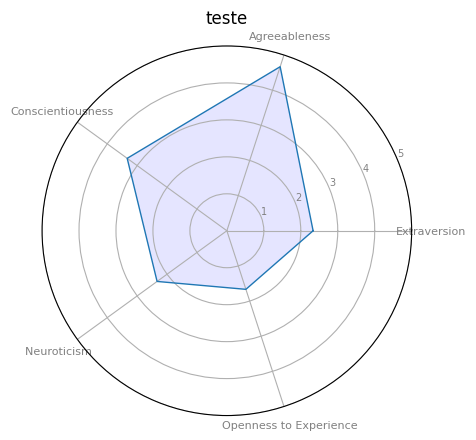 teste
Agreeableness
Conscientiousness
5
4
3
2
1
Extraversion
Neuroticism
Openness to Experience